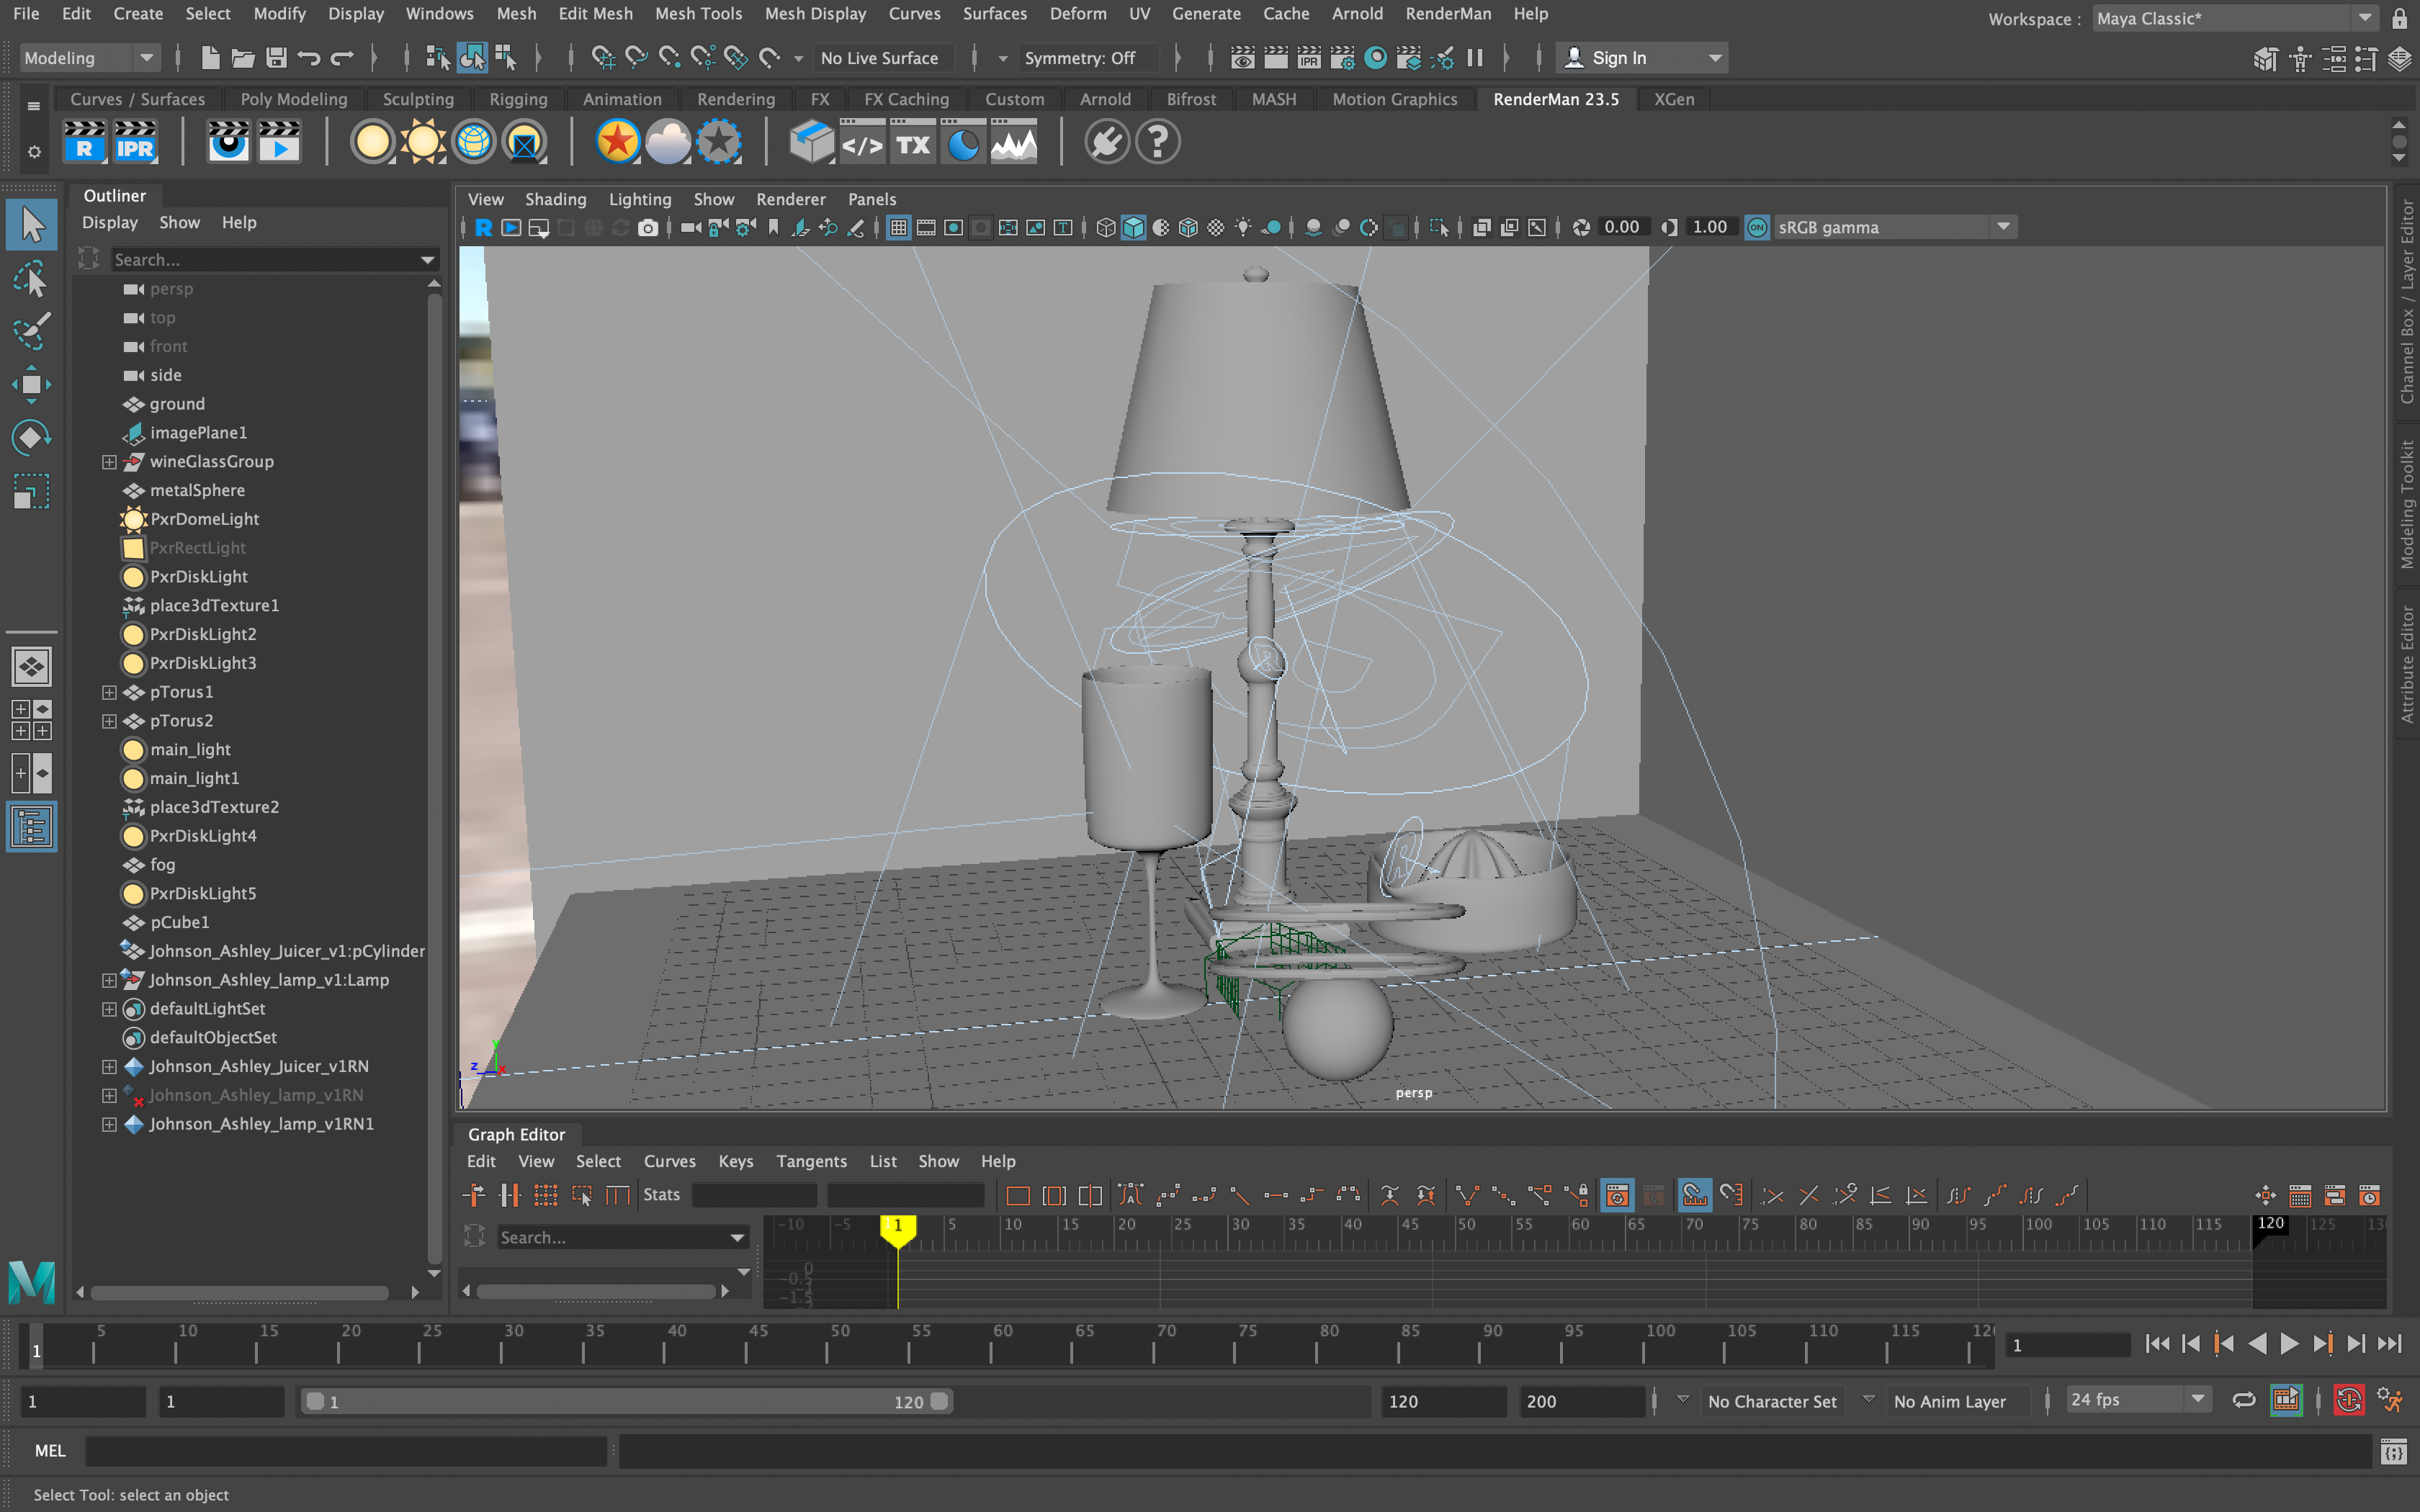 File Edit Create Select Modify Display Windows Mesh Edit Mesh Mesh Tools Mesh Display Curves Surfaces Deform UV Generate Cache Arnold RenderMan Help Workspace : Maya Classic*
Modeling No Live Surface Symmetry: Off IPR Sign In
Curves / Surfaces Poly Modeling Sculpting Rigging Animation Rendering FX FX Caching Custom Arnold Bifrost MASH Motion Graphics RenderMan 23.5 XGen
R IPR </> TX ?
Outliner
Display Show Help
Search...
persp
top
front
side
ground
imagePlane1
wineGlassGroup
metalSphere
PxrDomeLight
PxrRectLight
PxrDiskLight
place3dTexture1
PxrDiskLight2
PxrDiskLight3
pTorus1
pTorus2
main_light
main_light1
place3dTexture2
PxrDiskLight4
fog
PxrDiskLight5
pCube1
Johnson_Ashley_Juicer_v1:pCylinder
Johnson_Ashley_lamp_v1:Lamp
defaultLightSet
defaultObjectSet
Johnson_Ashley_Juicer_v1RN
Johnson_Ashley_lamp_v1RN
Johnson_Ashley_lamp_v1RN1
View Shading Lighting Show Renderer Panels
R T 0.00 1.00 ON sRGB gamma
R
R
y
z x
persp
Channel Box / Layer Editor
Modeling Toolkit
Attribute Editor
Graph Editor
Edit View Select Curves Keys Tangents List Show Help
Stats
Search...
-10 -5 1 5 10 15 20 25 30 35 40 45 50 55 60 65 70 75 80 85 90 95 100 105 110 115 120 125
0
-0.5
-1
-1.5
1 5 10 15 20 25 30 35 40 45 50 55 60 65 70 75 80 85 90 95 100 105 110 115 1
1 1 1 120 120 200 No Character Set No Anim Layer 24 fps
MEL
Select Tool: select an object